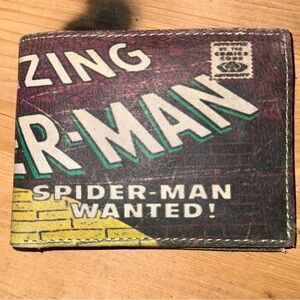 ZING
ER-MAN
SPIDER-MAN
WANTED!